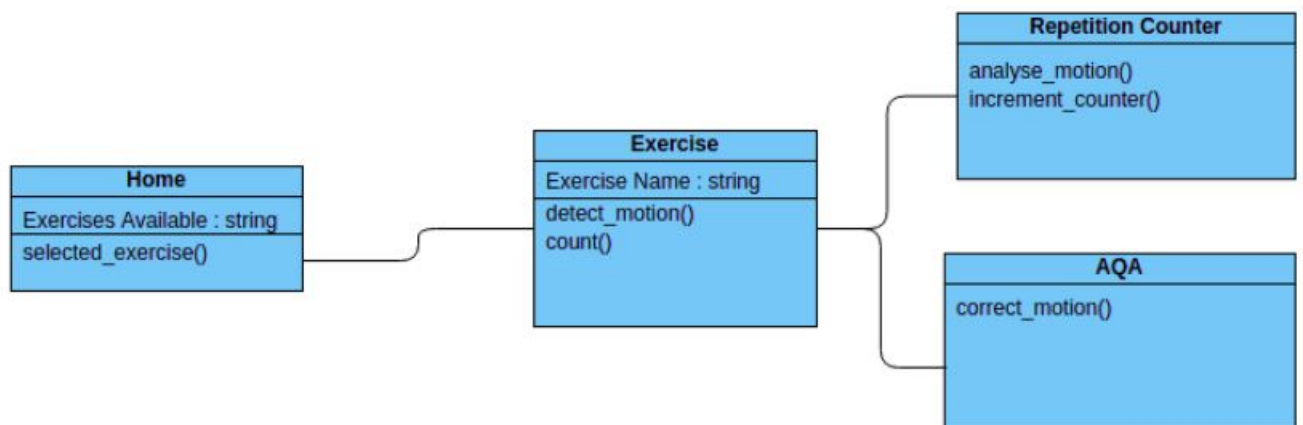 Home
Exercises Available : string
selected_exercise()
Exercise
Exercise Name : string
detect_motion()
count()
Repetition Counter
analyse_motion()
increment_counter()
AQA
correct_motion()